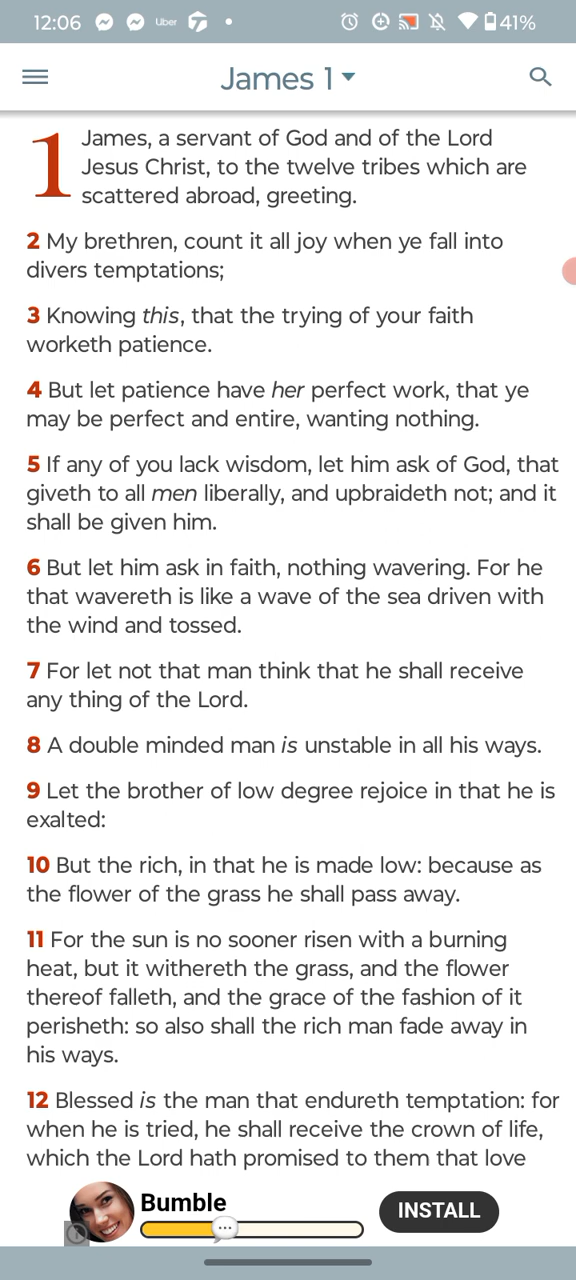 12:06 Uber 41%
James 1
1 James, a servant of God and of the Lord
Jesus Christ, to the twelve tribes which are
scattered abroad, greeting.
2 My brethren, count it all joy when ye fall into
divers temptations;
3 Knowing this, that the trying of your faith
worketh patience.
4 But let patience have her perfect work, that ye
may be perfect and entire, wanting nothing.
5 If any of you lack wisdom, let him ask of God, that
giveth to all men liberally, and upbraideth not; and it
shall be given him.
6 But let him ask in faith, nothing wavering. For he
that wavereth is like a wave of the sea driven with
the wind and tossed.
7 For let not that man think that he shall receive
any thing of the Lord.
8 A double minded man is unstable in all his ways.
9 Let the brother of low degree rejoice in that he is
exalted:
10 But the rich, in that he is made low: because as
the flower of the grass he shall pass away.
11 For the sun is no sooner risen with a burning
heat, but it withereth the grass, and the flower
thereof falleth, and the grace of the fashion of it
perisheth: so also shall the rich man fade away in
his ways.
12 Blessed is the man that endureth temptation: for
when he is tried, he shall receive the crown of life,
which the Lord hath promised to them that love
Bumble
INSTALL